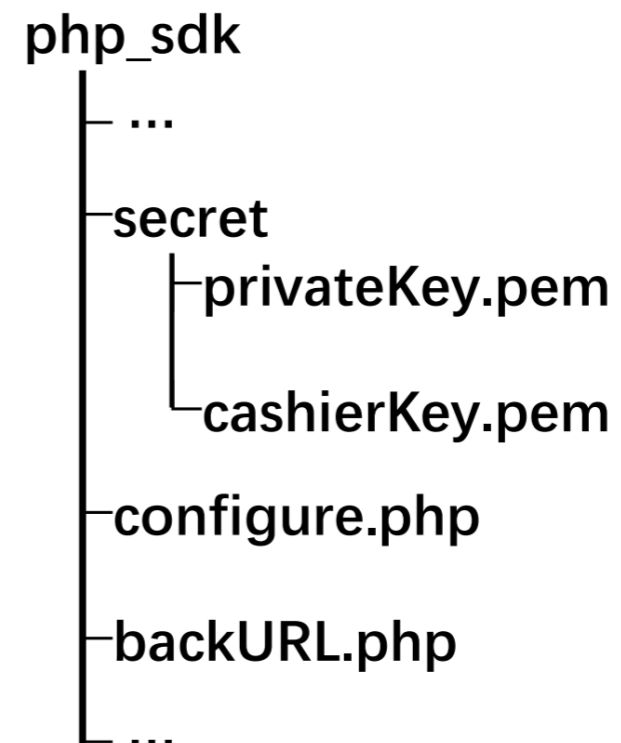 php_sdk
...
secret
privateKey.pem
cashierKey.pem
configure.php
backURL.php
...